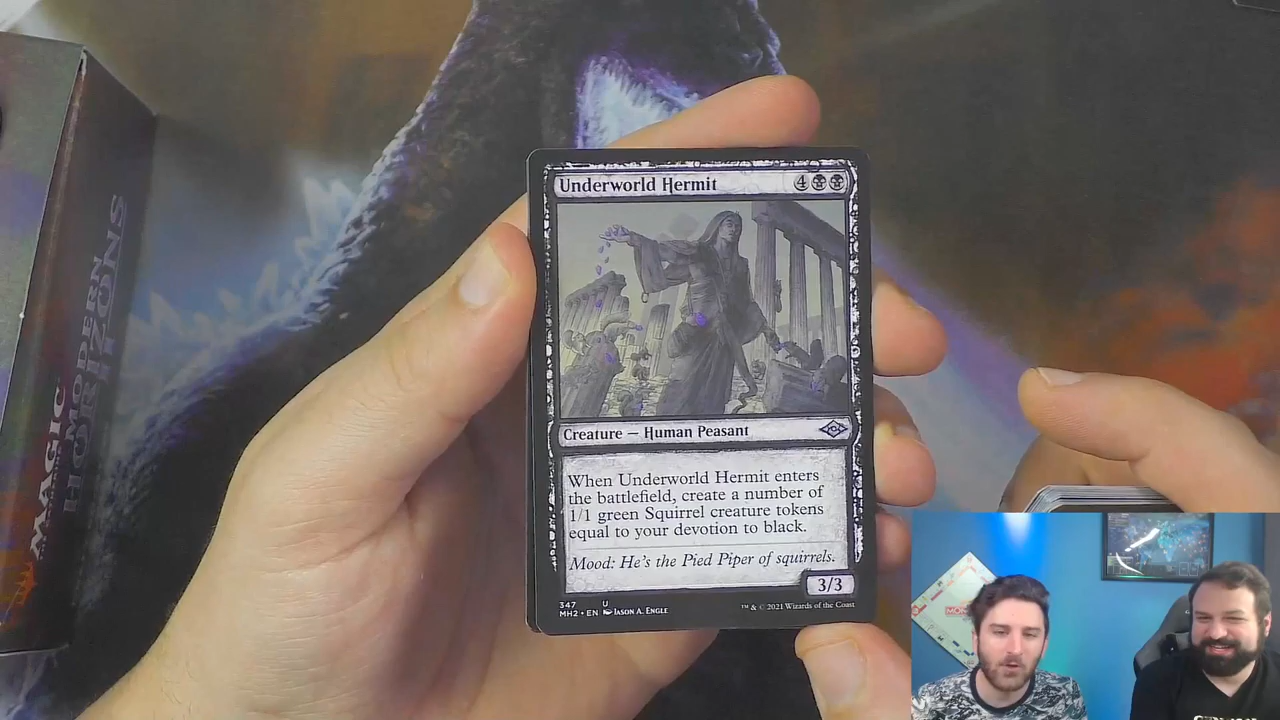 Underworld Hermit 4
Creature — Human Peasant
When Underworld Hermit enters
the battlefield, create a number of
1/1 green Squirrel creature tokens
equal to your devotion to black.
Mood: He's the Pied Piper of squirrels.
3/3
347 U
MH2 • EN JASON A. ENGLE
™ & © 2021 Wizards of the Coast
MAGIC
MODERN
HORIZONS